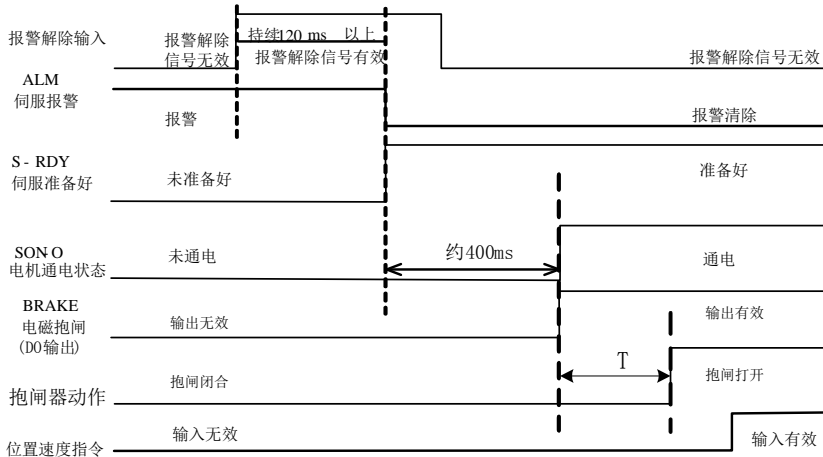 报警解除输入
报警解除
信号无效
持续120 ms 以上
报警解除信号有效
报警解除信号无效
ALM
伺服报警
报警
报警清除
S - RDY
伺服准备好
未准备好
准备好
约400ms
SON-O
电机通电状态
未通电
通电
BRAKE
电磁抱闸
(DO输出)
输出无效
输出有效
T
抱闸器动作
抱闸闭合
抱闸打开
位置速度指令
输入无效
输入有效